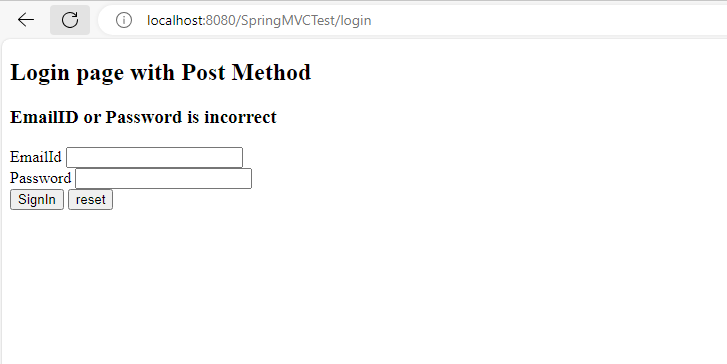 localhost:8080/SpringMVCTest/login
Login page with Post Method
EmailID or Password is incorrect
EmailId
Password
SignIn reset